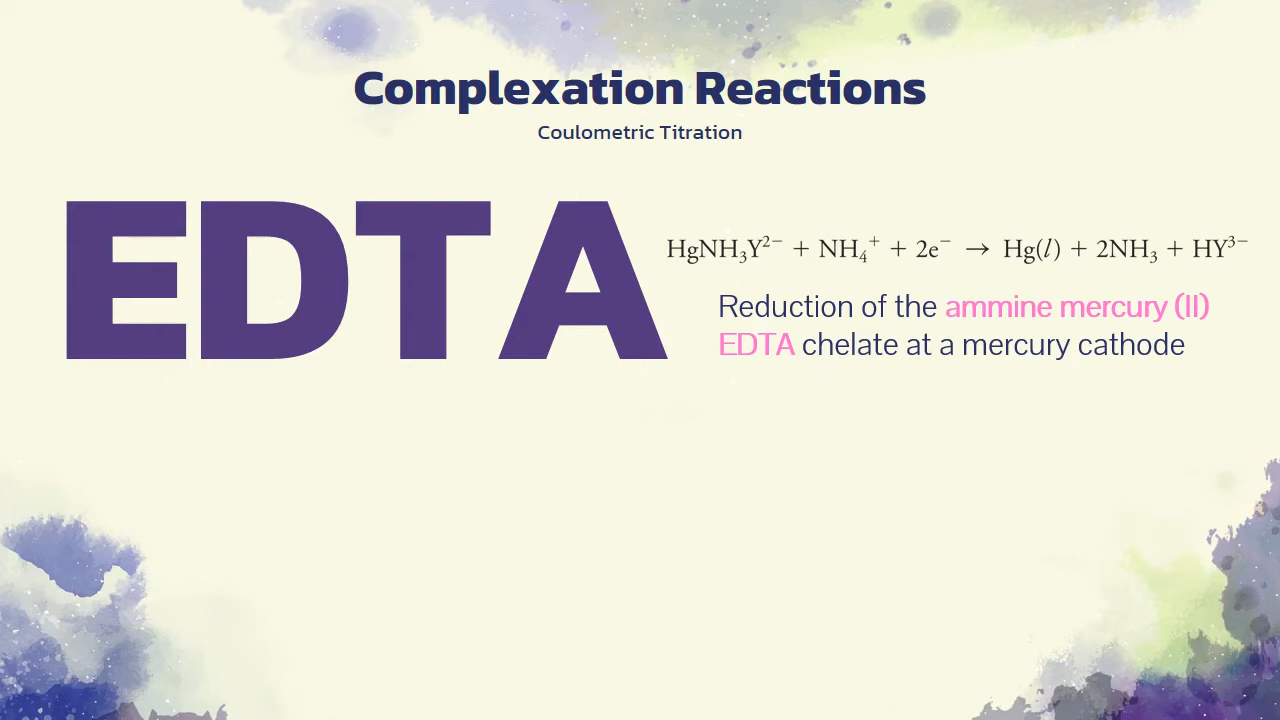 Complexation Reactions
Coulometric Titration
EDTA
HgNH₃Y²⁻ + NH₄⁺ + 2e⁻ → Hg(l) + 2NH₃ + HY³⁻
Reduction of the ammine mercury (II)
EDTA chelate at a mercury cathode